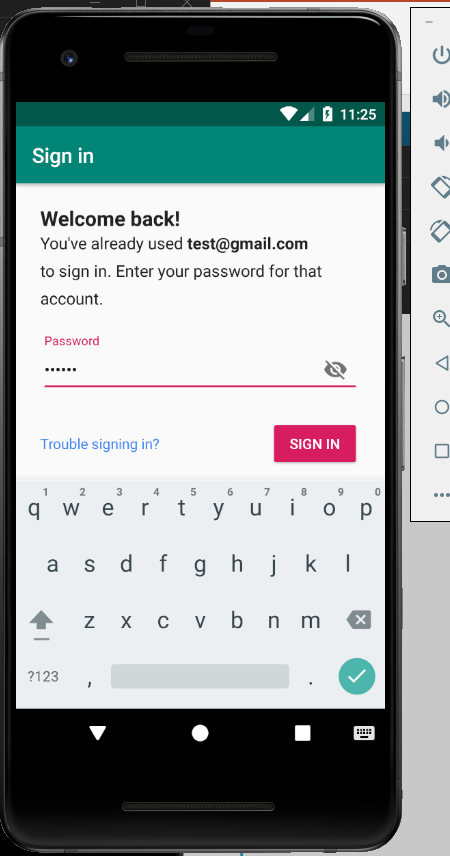 11:25
Sign in
Welcome back!
You've already used test@gmail.com
to sign in. Enter your password for that
account.
Password
••••••
Trouble signing in?
SIGN IN
1 2 3 4 5 6 7 8 9 0
q w e r t y u i o p
a s d f g h j k l
z x c v b n m
?123 , .